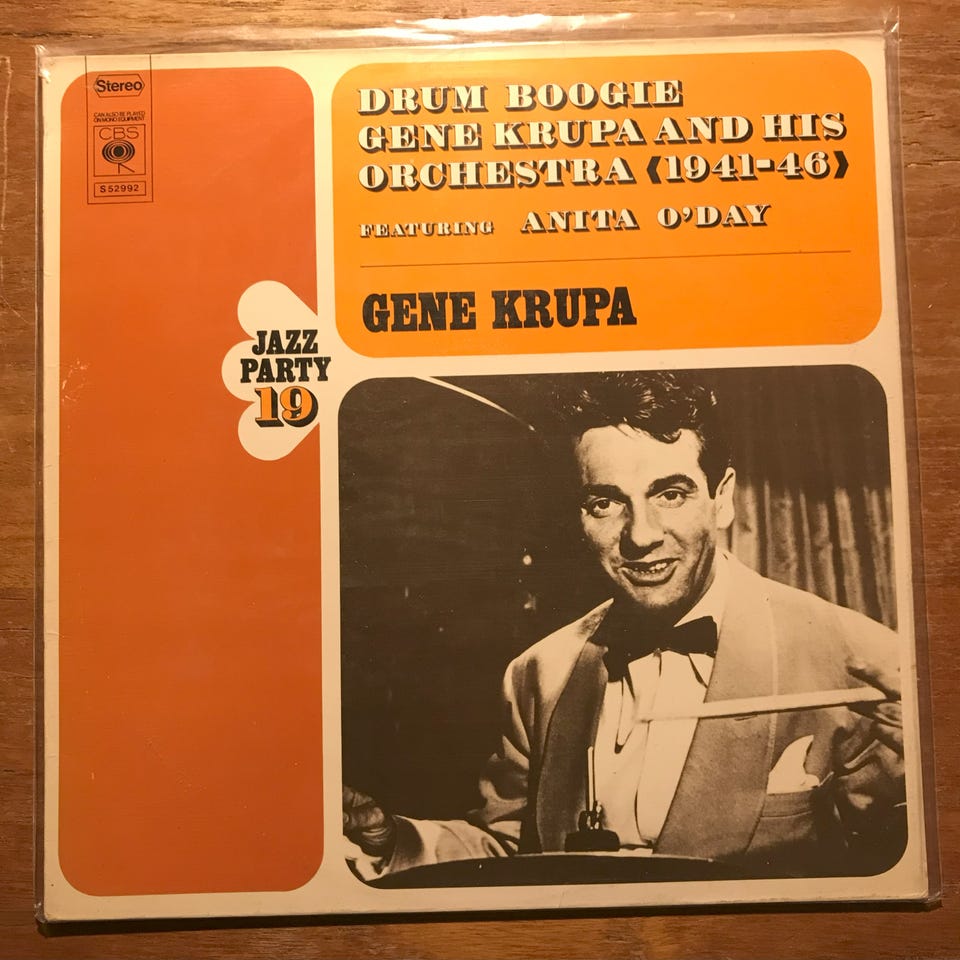 Stereo
CAN ALSO BE PLAYED
ON MONO EQUIPMENT
CBS
S 52992
DRUM BOOGIE
GENE KRUPA AND HIS
ORCHESTRA (1941-46)
FEATURING ANITA O'DAY
GENE KRUPA
JAZZ
PARTY
19